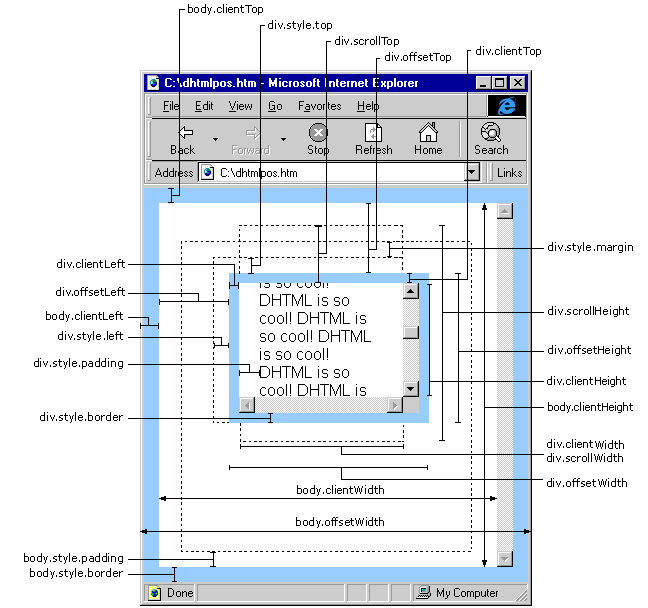 body.clientTop
div.style.top
div.scrollTop
div.offsetTop
div.clientTop
C:\dhtmlpos.htm - Microsoft Internet Explorer
File Edit View Go Favorites Help
Back Forward Stop Refresh Home Search
Address C:\dhtmlpos.htm Links
div.style.margin
div.clientLeft
div.offsetLeft
body.clientLeft
div.style.left
div.style.padding
div.style.border
is so cool!
DHTML is so
cool! DHTML is
so cool! DHTML
is so cool!
DHTML is so
cool! DHTML is
div.scrollHeight
div.offsetHeight
div.clientHeight
body.clientHeight
div.clientWidth
div.scrollWidth
div.offsetWidth
body.clientWidth
body.offsetWidth
body.style.padding
body.style.border
Done My Computer